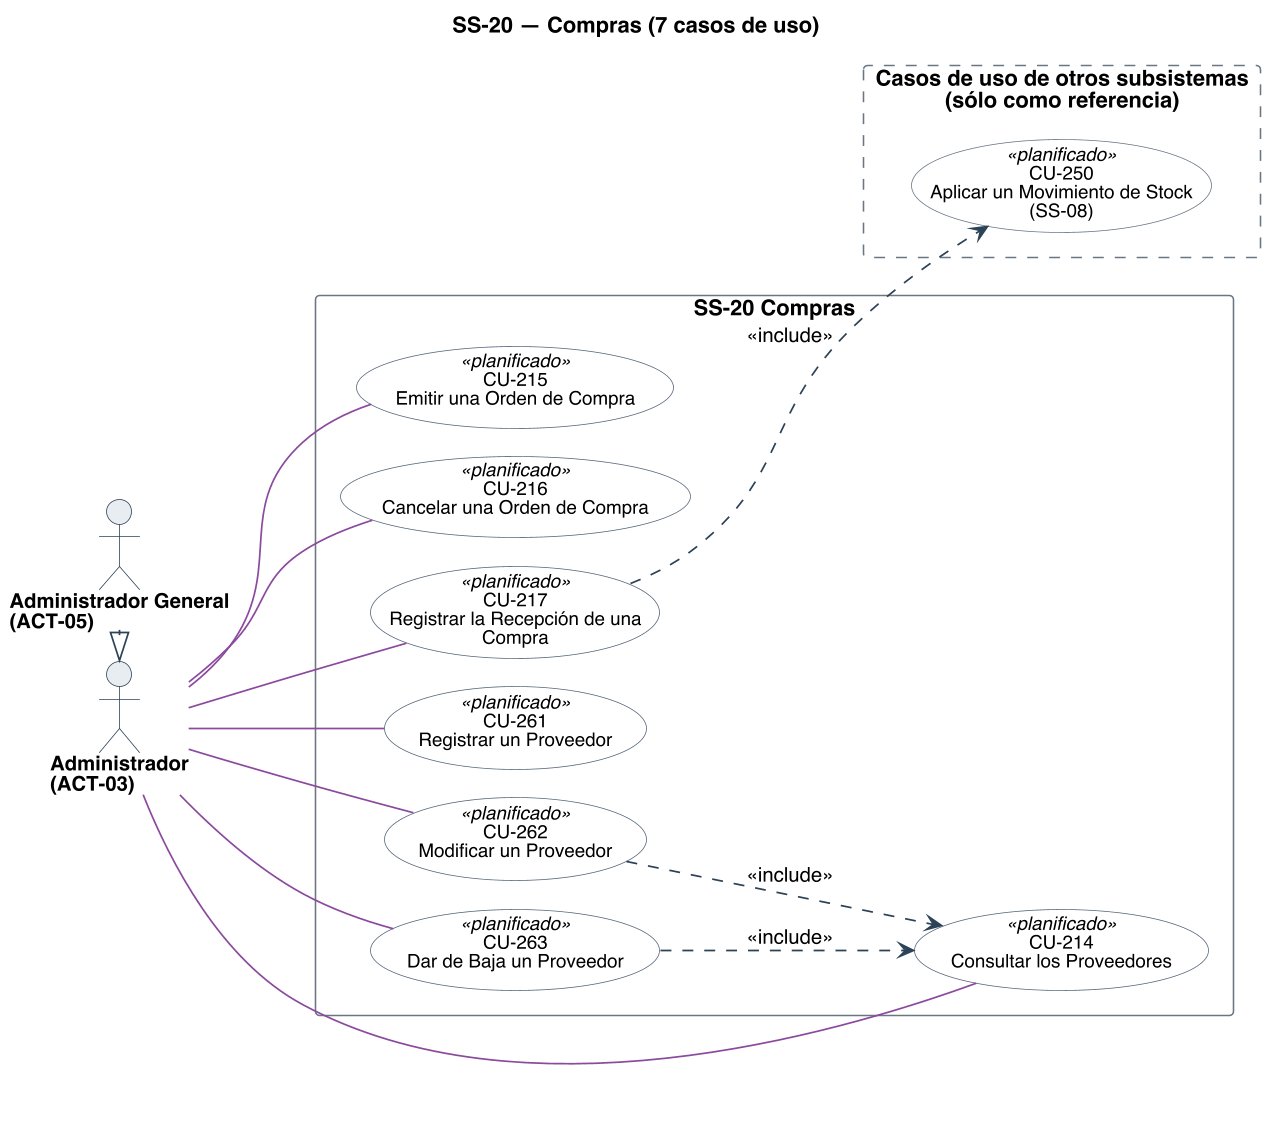 SS-20 — Compras (7 casos de uso)
Casos de uso de otros subsistemas
(sólo como referencia)
«planificado»
CU-250
Aplicar un Movimiento de Stock
(SS-08)
SS-20 Compras
«include»
«planificado»
CU-215
Emitir una Orden de Compra
«planificado»
CU-216
Cancelar una Orden de Compra
«planificado»
CU-217
Registrar la Recepción de una
Compra
Administrador General
(ACT-05)
«planificado»
CU-261
Registrar un Proveedor
Administrador
(ACT-03)
«planificado»
CU-262
Modificar un Proveedor
«include»
«planificado»
CU-263
Dar de Baja un Proveedor
«include»
«planificado»
CU-214
Consultar los Proveedores